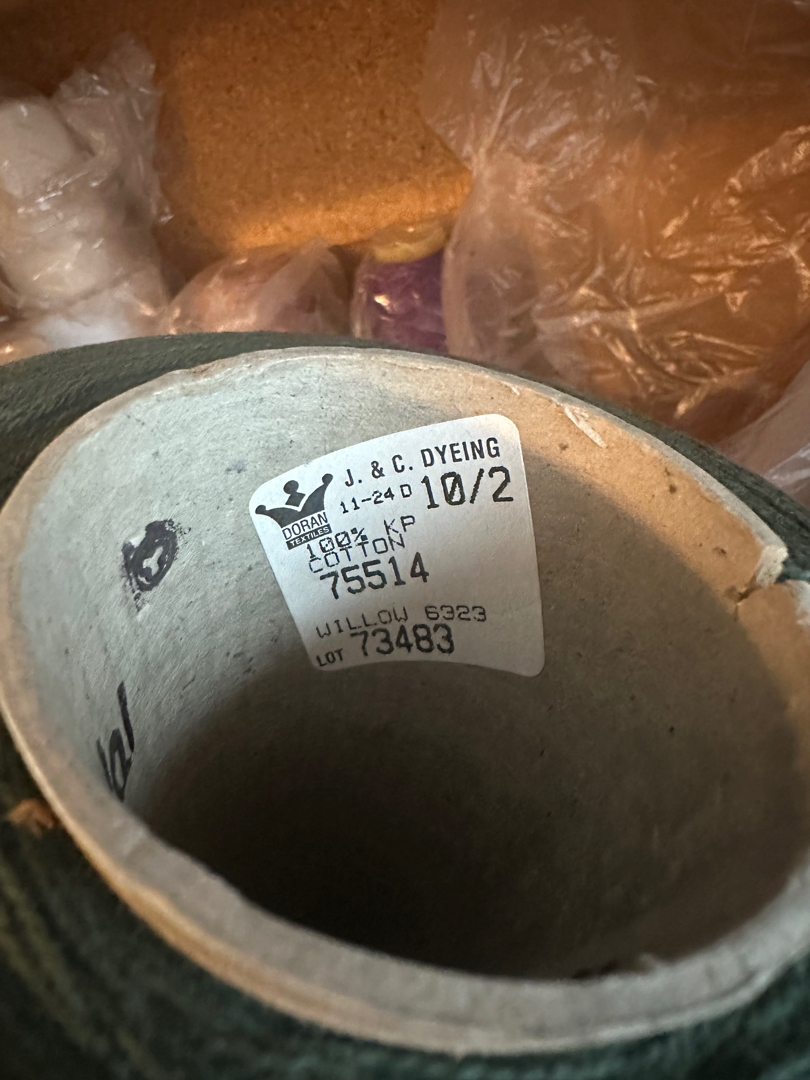 J. & C. DYEING
11-24 D 10/2
DORAN
TEXTILES
100% KP
COTTON
75514
WILLOW 6323
LOT 73483